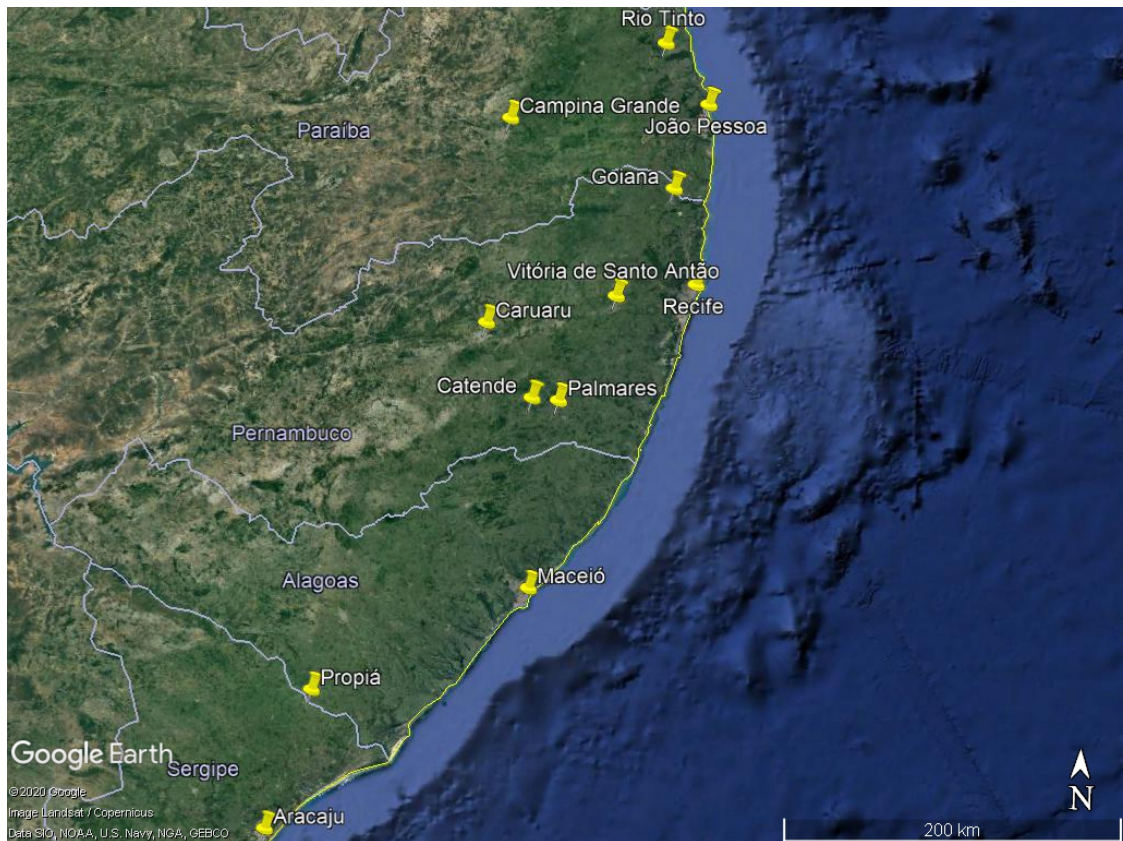 Rio Tinto
Campina Grande
João Pessoa
Paraíba
Goiana
Vitória de Santo Antão
Recife
Caruaru
Catende
Palmares
Pernambuco
Maceió
Alagoas
Propiá
Google Earth
Sergipe
©2020 Google
Image Landsat / Copernicus
Data SIO, NOAA, U.S. Navy, NGA, GEBCO
Aracaju
N
200 km